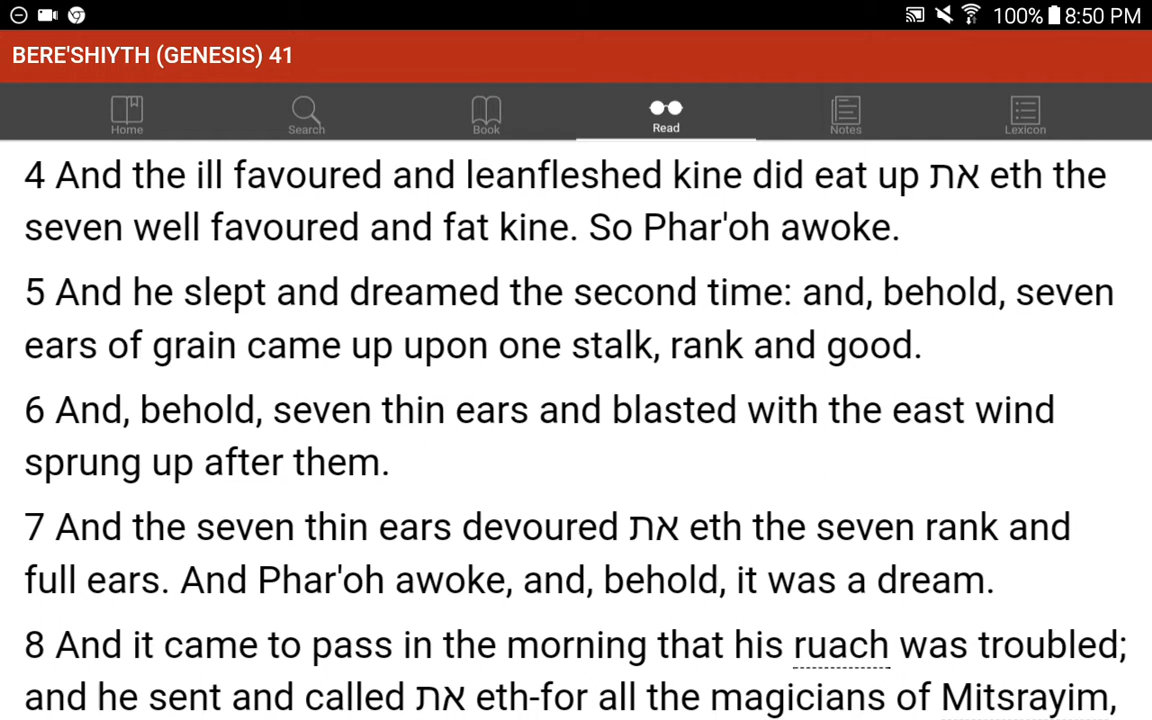 100% 8:50 PM
BERE'SHIYTH (GENESIS) 41
Home Search Book Read Notes Lexicon
4 And the ill favoured and leanfleshed kine did eat up את eth the
seven well favoured and fat kine. So Phar'oh awoke.
5 And he slept and dreamed the second time: and, behold, seven
ears of grain came up upon one stalk, rank and good.
6 And, behold, seven thin ears and blasted with the east wind
sprung up after them.
7 And the seven thin ears devoured את eth the seven rank and
full ears. And Phar'oh awoke, and, behold, it was a dream.
8 And it came to pass in the morning that his ruach was troubled;
and he sent and called את eth-for all the magicians of Mitsrayim,